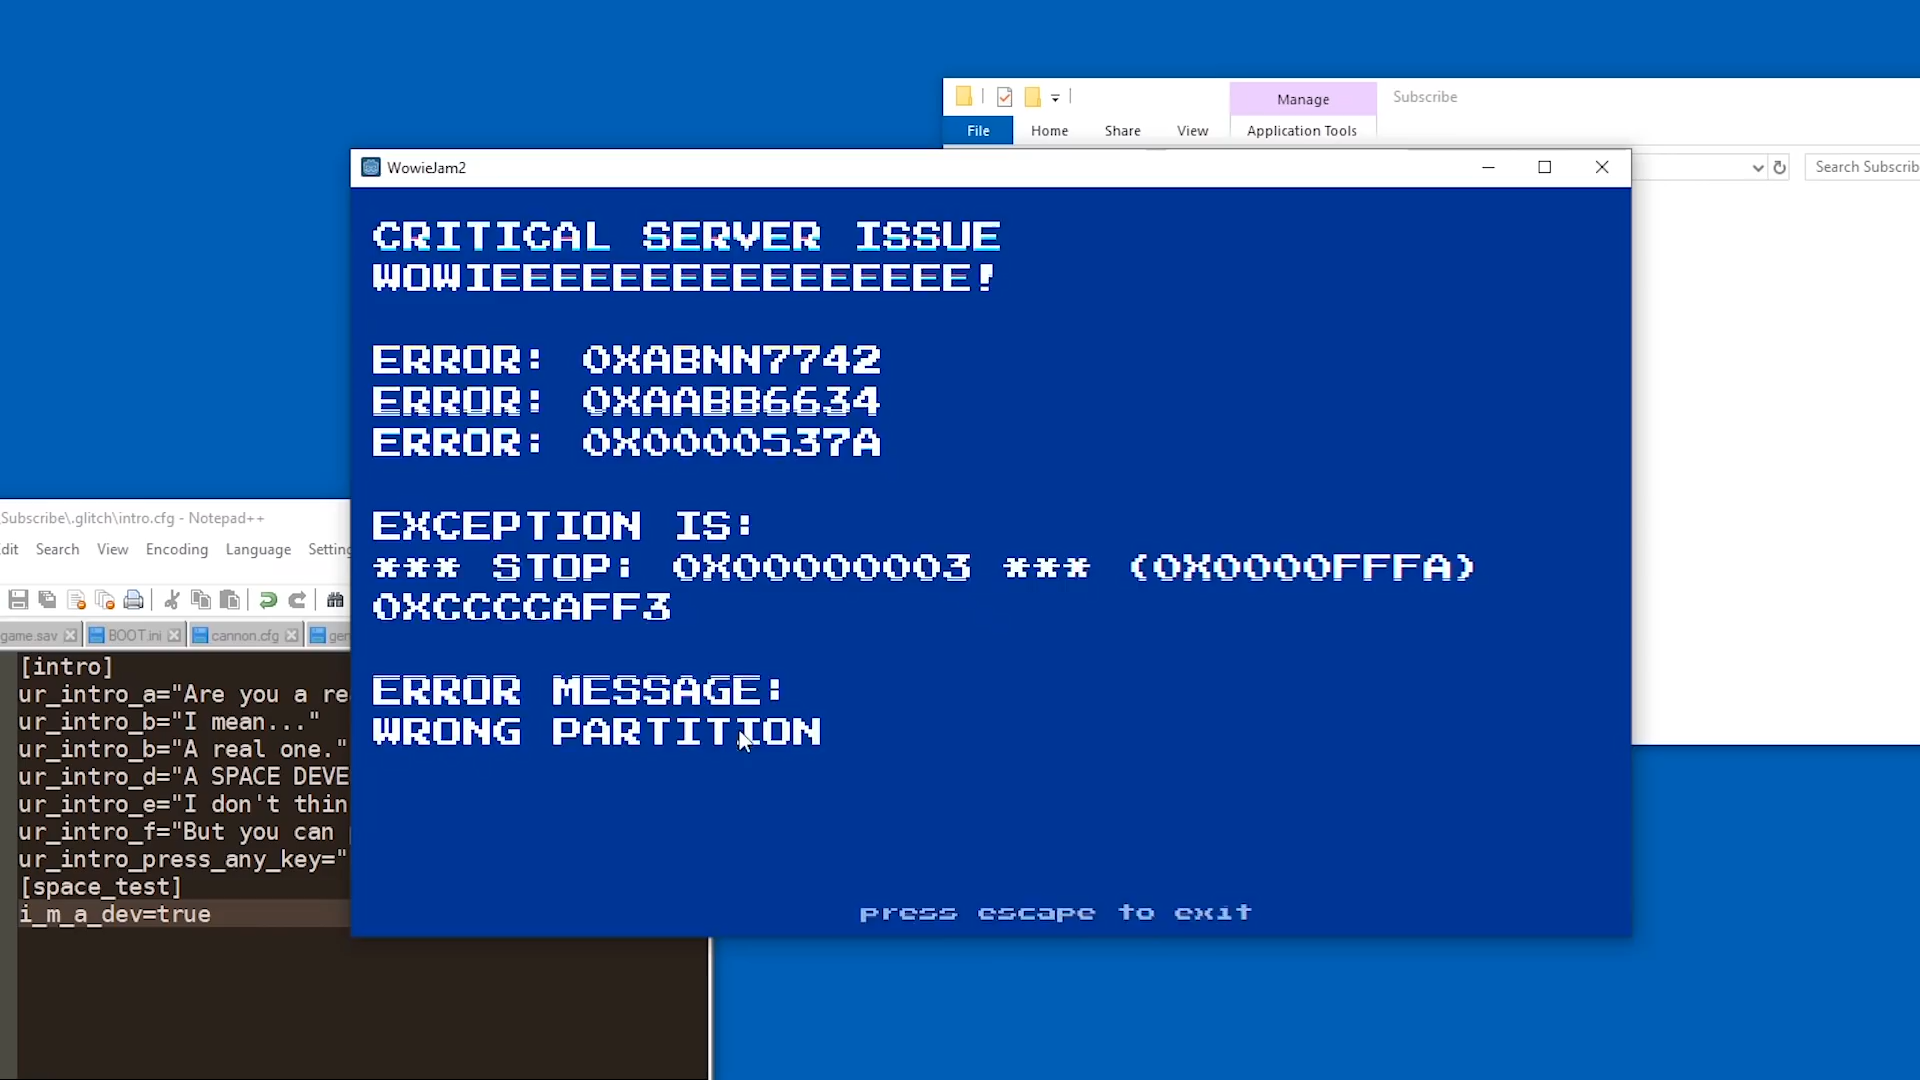 Manage
Subscribe
File
Home
Share
View
Application Tools
WowieJam2
Search Subscrib
CRITICAL SERVER ISSUE
WOWIEEEEEEEEEEEEEEEE!
ERROR: 0XABNN7742
ERROR: 0XAABB6634
ERROR: 0X0000537A
EXCEPTION IS:
*** STOP: 0X00000003 *** (0X0000FFFA)
0XCCCCAFF3
ERROR MESSAGE:
WRONG PARTITION
press escape to exit
Subscribe\.glitch\intro.cfg - Notepad++
dit Search View Encoding Language Setting
game.sav BOOT.ini cannon.cfg gen
[intro]
ur_intro_a="Are you a re
ur_intro_b="I mean..."
ur_intro_b="A real one."
ur_intro_d="A SPACE DEVE
ur_intro_e="I don't thin
ur_intro_f="But you can
ur_intro_press_any_key="
[space_test]
i_m_a_dev=true